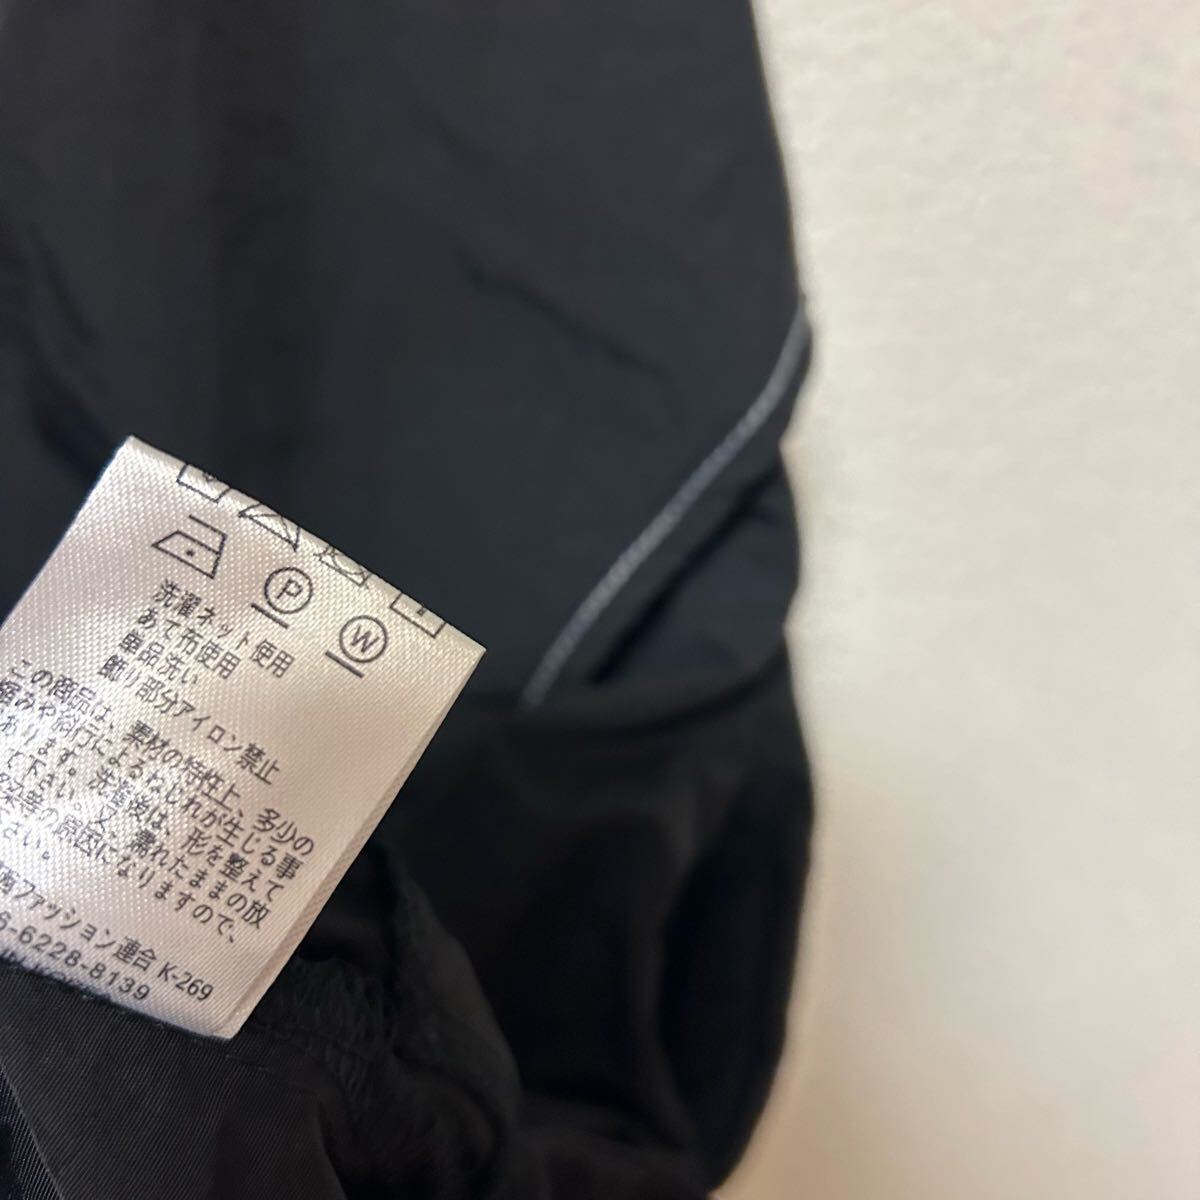 P
W
洗濯ネット使用
あて布使用
単品洗い
飾り部分アイロン禁止
この商品は、素材の特性上、多少の
縮みや斜行によるねじれが生じる事
あります。洗濯後は、形を整えて
て下さい。又、濡れたままの放
等の原因になりますので、
さい。
ファッション連合 K-269
6-6228-8139